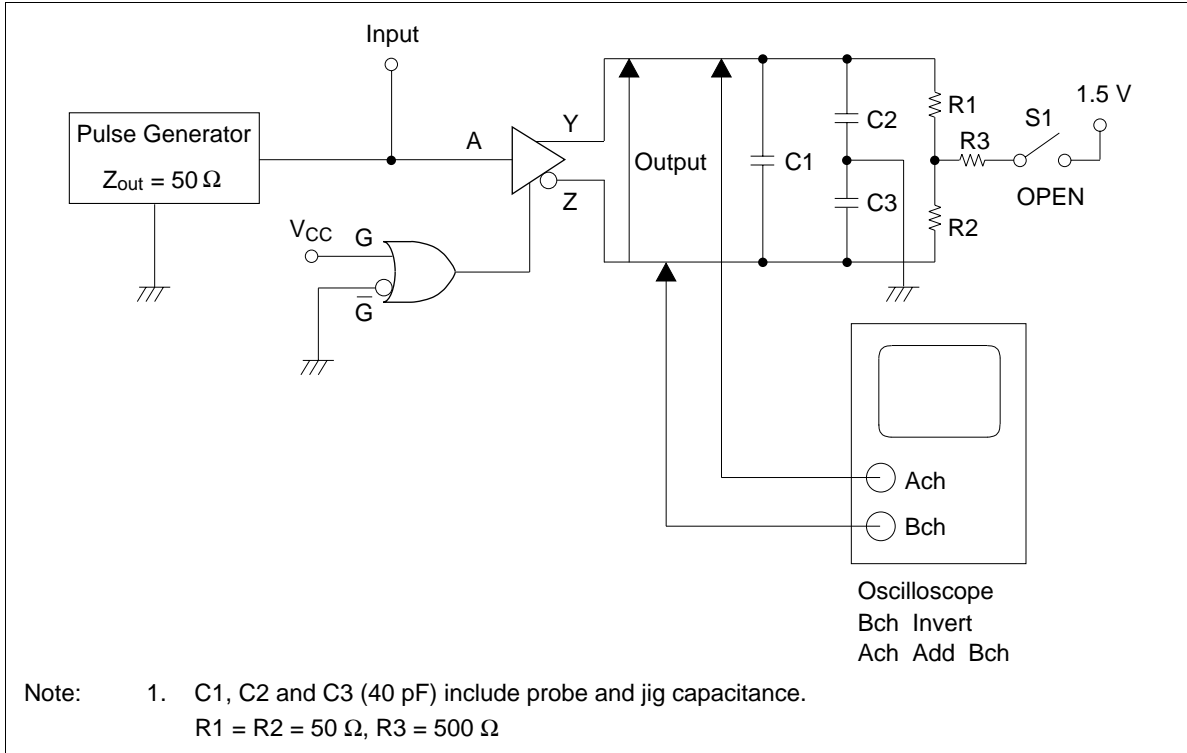 Input
Pulse Generator
Zout = 50 Ω
A
Y
Z
Output
C1
C2
C3
R1
R2
R3
S1
1.5 V
OPEN
VCC
G
G̅
Ach
Bch
Oscilloscope
Bch Invert
Ach Add Bch
Note: 1. C1, C2 and C3 (40 pF) include probe and jig capacitance.
R1 = R2 = 50 Ω, R3 = 500 Ω